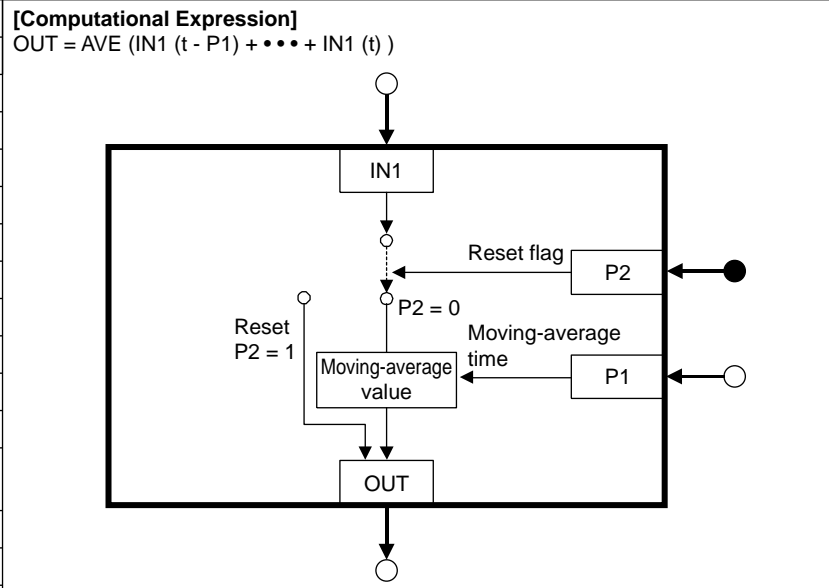 [Computational Expression]
OUT = AVE (IN1 (t - P1) + • • • + IN1 (t) )
IN1
Reset flag
P2
P2 = 0
Reset
P2 = 1
Moving-average
time
Moving-average
value
P1
OUT